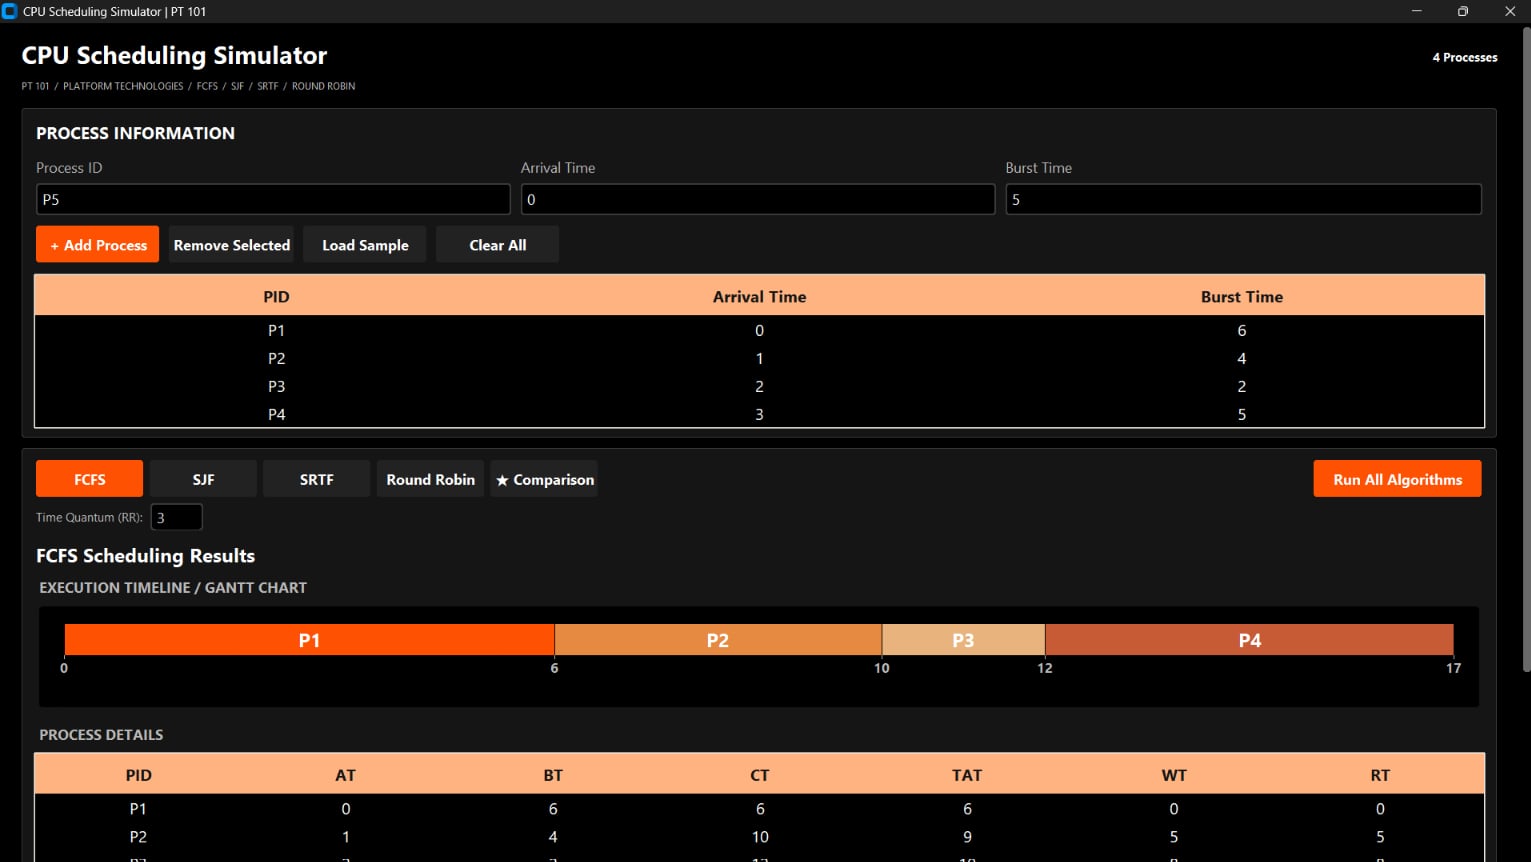 CPU Scheduling Simulator | PT 101
CPU Scheduling Simulator
4 Processes
PT 101 / PLATFORM TECHNOLOGIES / FCFS / SJF / SRTF / ROUND ROBIN
PROCESS INFORMATION
Process ID Arrival Time Burst Time
P5 0 5
+ Add Process Remove Selected Load Sample Clear All
PID Arrival Time Burst Time
P1 0 6
P2 1 4
P3 2 2
P4 3 5
FCFS SJF SRTF Round Robin ★ Comparison Run All Algorithms
Time Quantum (RR): 3
FCFS Scheduling Results
EXECUTION TIMELINE / GANTT CHART
P1 P2 P3 P4
0 6 10 12 17
PROCESS DETAILS
PID AT BT CT TAT WT RT
P1 0 6 6 6 0 0
P2 1 4 10 9 5 5